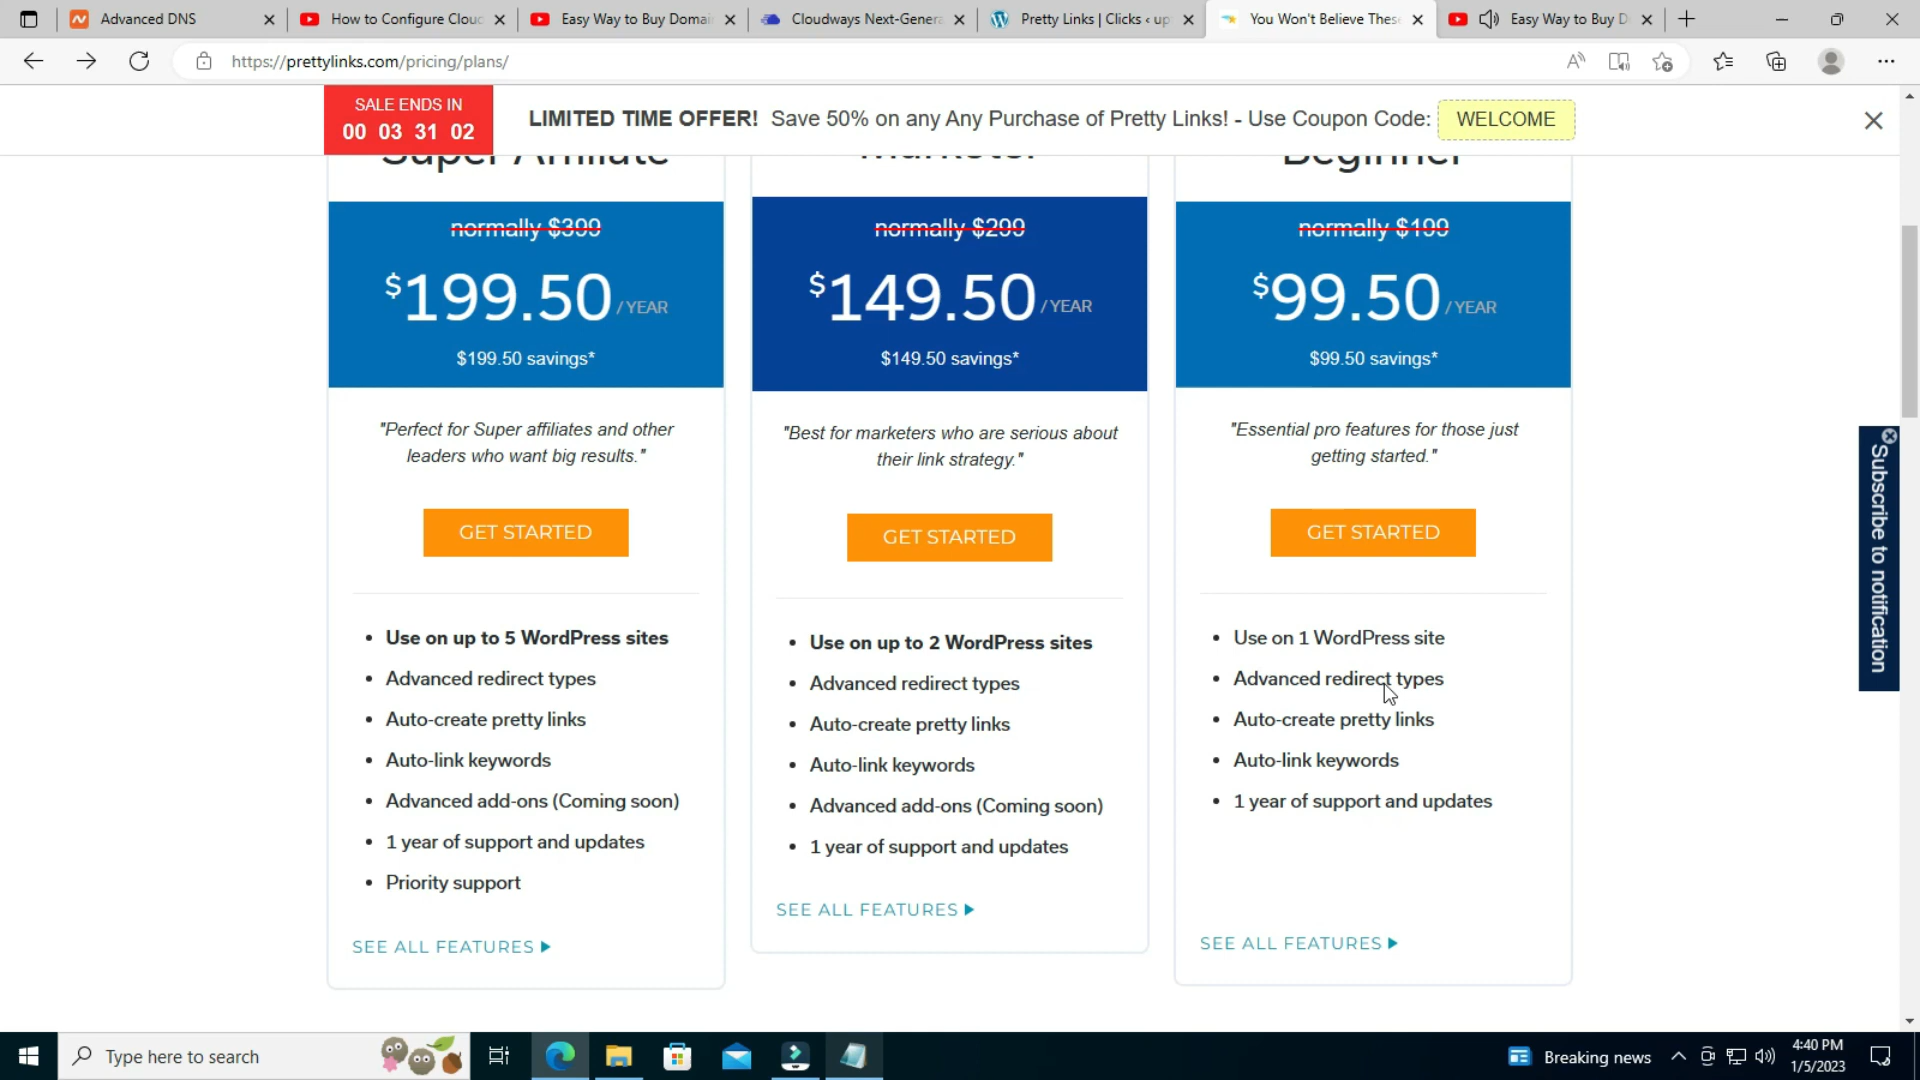 Advanced DNS
How to Configure Clou
Easy Way to Buy Domai
Cloudways Next-Genera
Pretty Links | Clicks ‹ up
You Won't Believe Thes
Easy Way to Buy D
https://prettylinks.com/pricing/plans/
SALE ENDS IN
00 03 31 02
LIMITED TIME OFFER! Save 50% on any Any Purchase of Pretty Links! - Use Coupon Code: WELCOME
Super Affiliate
Marketer
Beginner
normally $399
$199.50 / YEAR
$199.50 savings*
"Perfect for Super affiliates and other
leaders who want big results."
GET STARTED
• Use on up to 5 WordPress sites
• Advanced redirect types
• Auto-create pretty links
• Auto-link keywords
• Advanced add-ons (Coming soon)
• 1 year of support and updates
• Priority support
SEE ALL FEATURES
normally $299
$149.50 / YEAR
$149.50 savings*
"Best for marketers who are serious about
their link strategy."
GET STARTED
• Use on up to 2 WordPress sites
• Advanced redirect types
• Auto-create pretty links
• Auto-link keywords
• Advanced add-ons (Coming soon)
• 1 year of support and updates
SEE ALL FEATURES
normally $199
$99.50 / YEAR
$99.50 savings*
"Essential pro features for those just
getting started."
GET STARTED
• Use on 1 WordPress site
• Advanced redirect types
• Auto-create pretty links
• Auto-link keywords
• 1 year of support and updates
SEE ALL FEATURES
Subscribe to notification
Type here to search
Breaking news
4:40 PM
1/5/2023